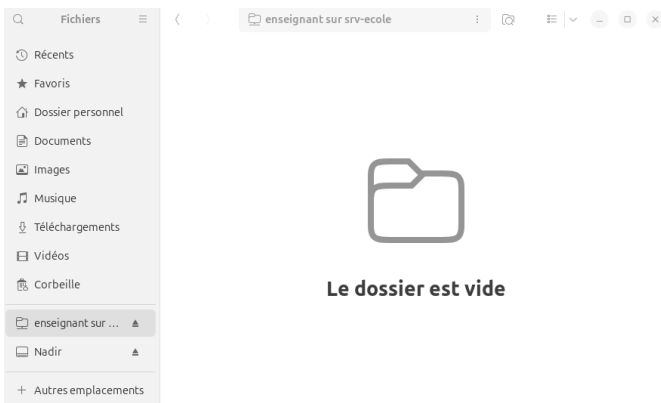 Fichiers
enseignant sur srv-ecole
Récents
Favoris
Dossier personnel
Documents
Images
Musique
Téléchargements
Vidéos
Corbeille
enseignant sur ...
Nadir
Autres emplacements
Le dossier est vide